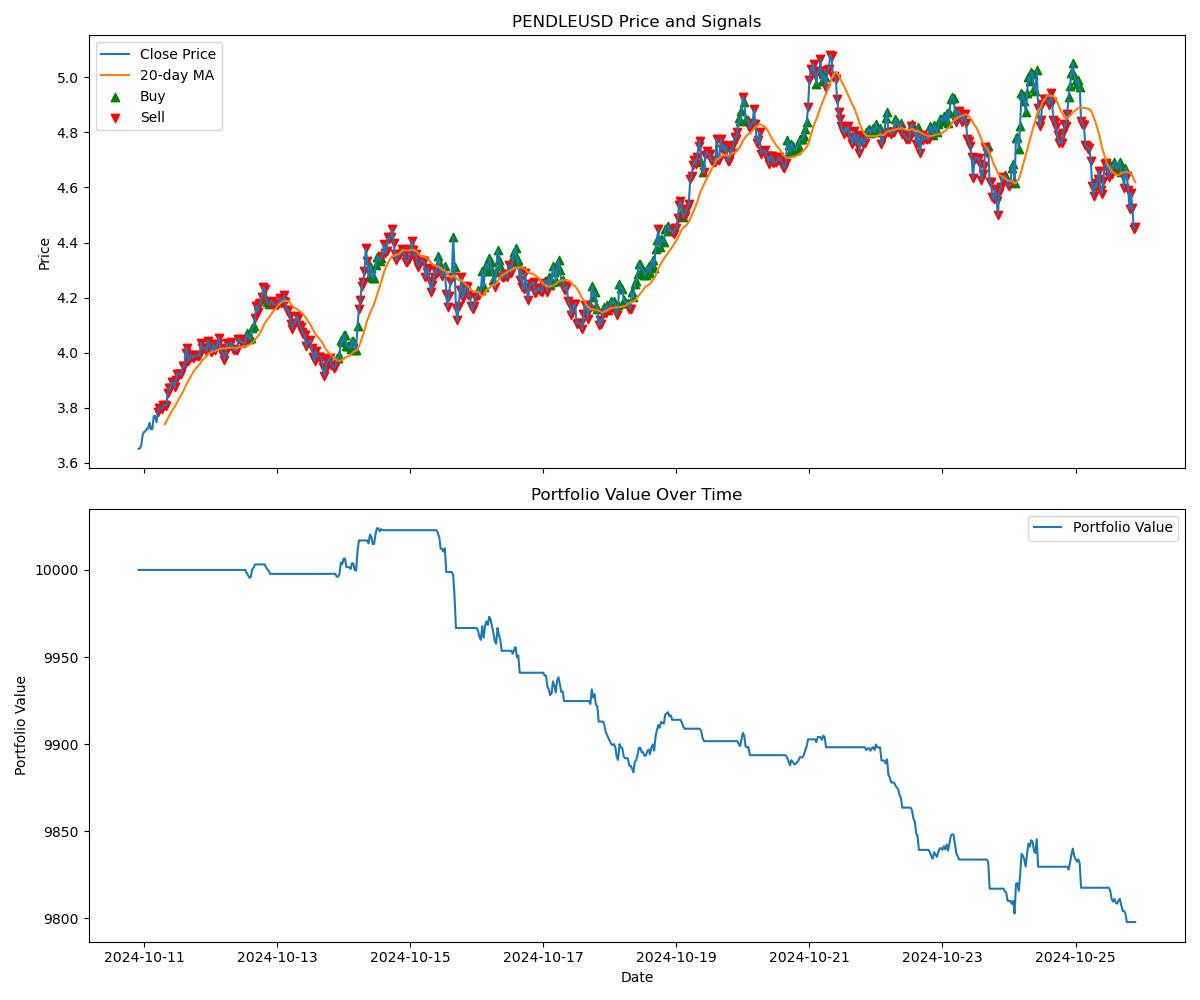 PENDLEUSD Price and Signals
Close Price
20-day MA
Buy
Sell
5.0
4.8
4.6
4.4
4.2
4.0
3.8
3.6
Price
Portfolio Value Over Time
Portfolio Value
10000
9950
9900
9850
9800
Portfolio Value
2024-10-11 2024-10-13 2024-10-15 2024-10-17 2024-10-19 2024-10-21 2024-10-23 2024-10-25
Date